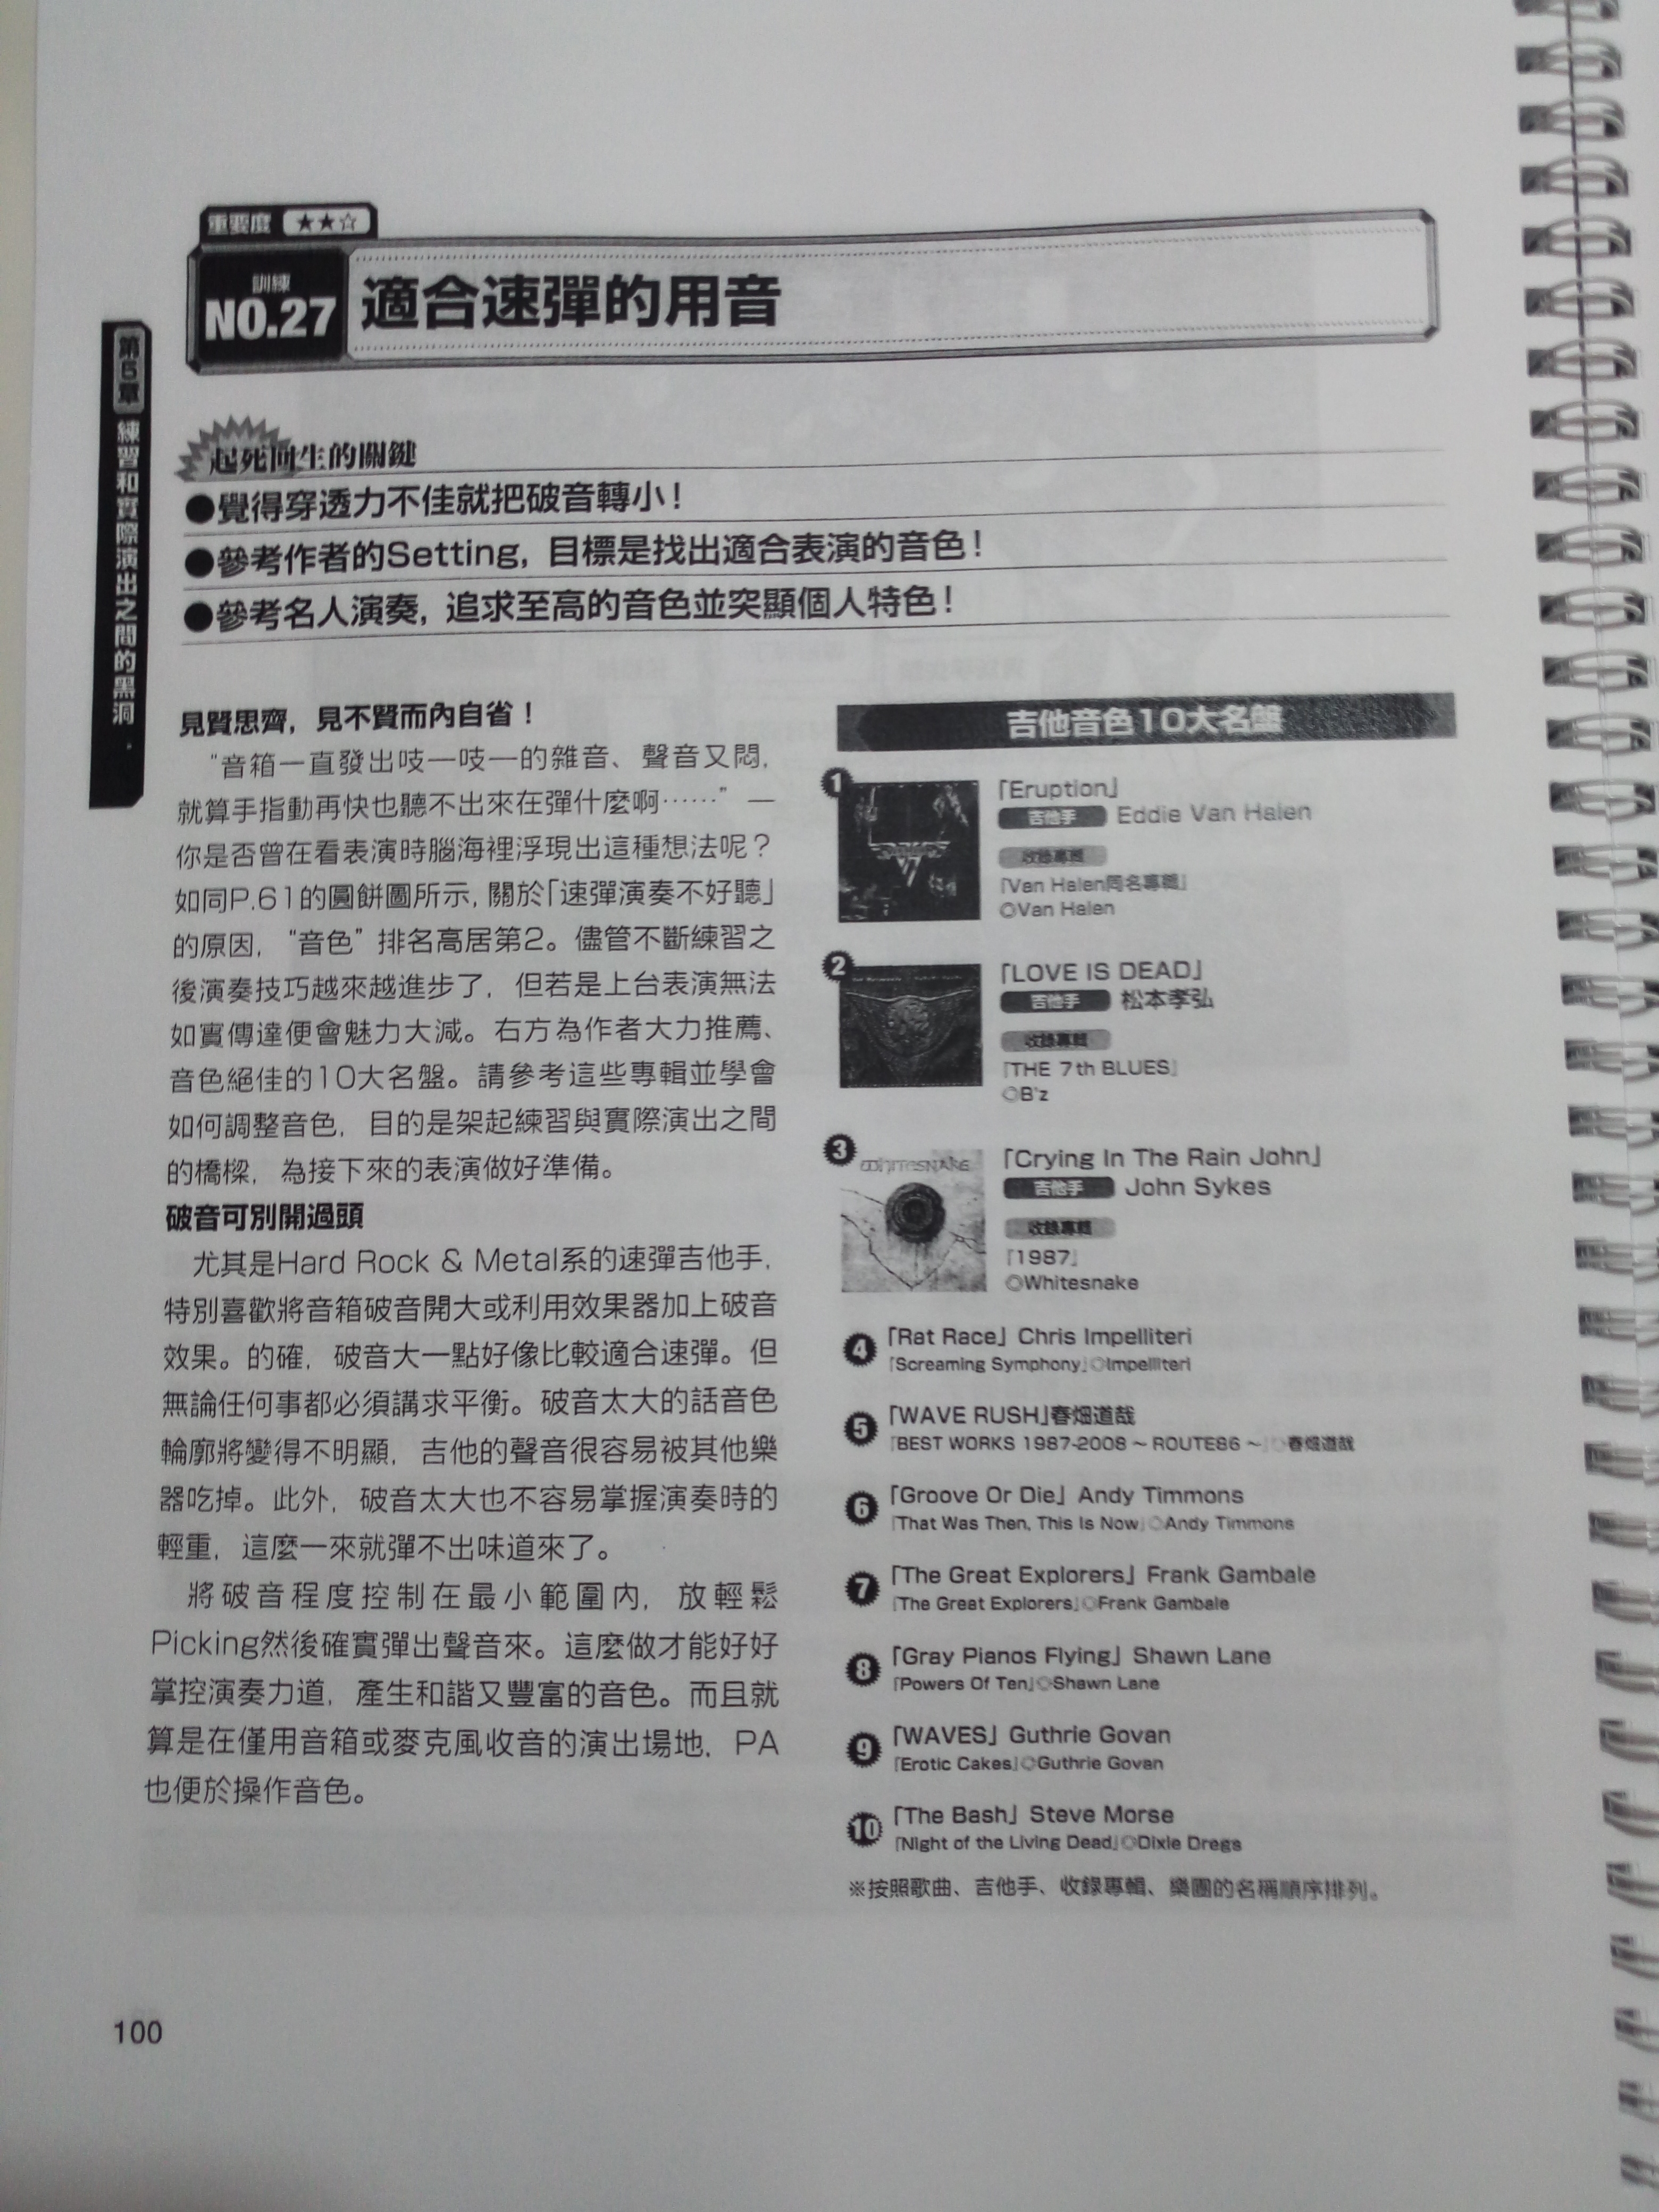 重要度 ★★☆
訓練
NO.27
適合速彈的用音
第5章 練習和實際演出之間的黑洞
起死回生的關鍵
●覺得穿透力不佳就把破音轉小！
●參考作者的Setting，目標是找出適合表演的音色！
●參考名人演奏，追求至高的音色並突顯個人特色！
見賢思齊，見不賢而內自省！
“音箱一直發出吱—吱—的雜音、聲音又悶，
就算手指動再快也聽不出來在彈什麼啊……” —
你是否曾在看表演時腦海裡浮現出這種想法呢？
如同P.61的圓餅圖所示，關於「速彈演奏不好聽」
的原因，“音色” 排名高居第2。儘管不斷練習之
後演奏技巧越來越進步了，但若是上台表演無法
如實傳達便會魅力大減。右方為作者大力推薦、
音色絕佳的10大名盤。請參考這些專輯並學會
如何調整音色，目的是架起練習與實際演出之間
的橋樑，為接下來的表演做好準備。
破音可別開過頭
尤其是Hard Rock & Metal系的速彈吉他手，
特別喜歡將音箱破音開大或利用效果器加上破音
效果。的確，破音大一點好像比較適合速彈。但
無論任何事都必須講求平衡。破音太大的話音色
輪廓將變得不明顯，吉他的聲音很容易被其他樂
器吃掉。此外，破音太大也不容易掌握演奏時的
輕重，這麼一來就彈不出味道來了。
將破音程度控制在最小範圍內，放輕鬆
Picking然後確實彈出聲音來。這麼做才能好好
掌控演奏力道，產生和諧又豐富的音色。而且就
算是在僅用音箱或麥克風收音的演出場地，PA
也便於操作音色。
吉他音色10大名盤
1
「Eruption」
吉他手 Eddie Van Halen
收錄專輯
『Van Halen同名專輯』
◎Van Halen
2
「LOVE IS DEAD」
吉他手 松本孝弘
收錄專輯
『THE 7th BLUES』
◎B'z
3
WHITESNAKE
「Crying In The Rain John」
吉他手 John Sykes
收錄專輯
『1987』
◎Whitesnake
4 「Rat Race」 Chris Impelliteri
『Screaming Symphony』◎Impelliteri
5 「WAVE RUSH」春畑道哉
『BEST WORKS 1987-2008 ～ ROUTE86 ～』◎春畑道哉
6 「Groove Or Die」 Andy Timmons
『That Was Then, This Is Now』◎Andy Timmons
7 「The Great Explorers」 Frank Gambale
『The Great Explorers』◎Frank Gambale
8 「Gray Pianos Flying」 Shawn Lane
『Powers Of Ten』◎Shawn Lane
9 「WAVES」 Guthrie Govan
『Erotic Cakes』◎Guthrie Govan
10 「The Bash」 Steve Morse
『Night of the Living Dead』◎Dixie Dregs
※按照歌曲、吉他手、收錄專輯、樂團的名稱順序排列。
100